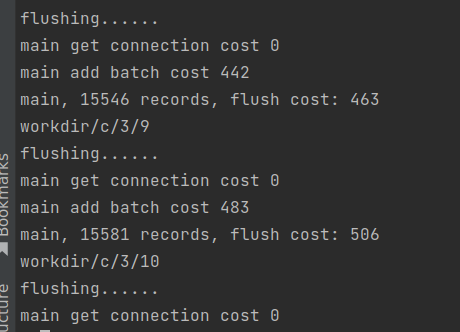 flushing......
main get connection cost 0
main add batch cost 442
main, 15546 records, flush cost: 463
workdir/c/3/9
flushing......
main get connection cost 0
main add batch cost 483
main, 15581 records, flush cost: 506
workdir/c/3/10
flushing......
main get connection cost 0
Bookmarks
ucture